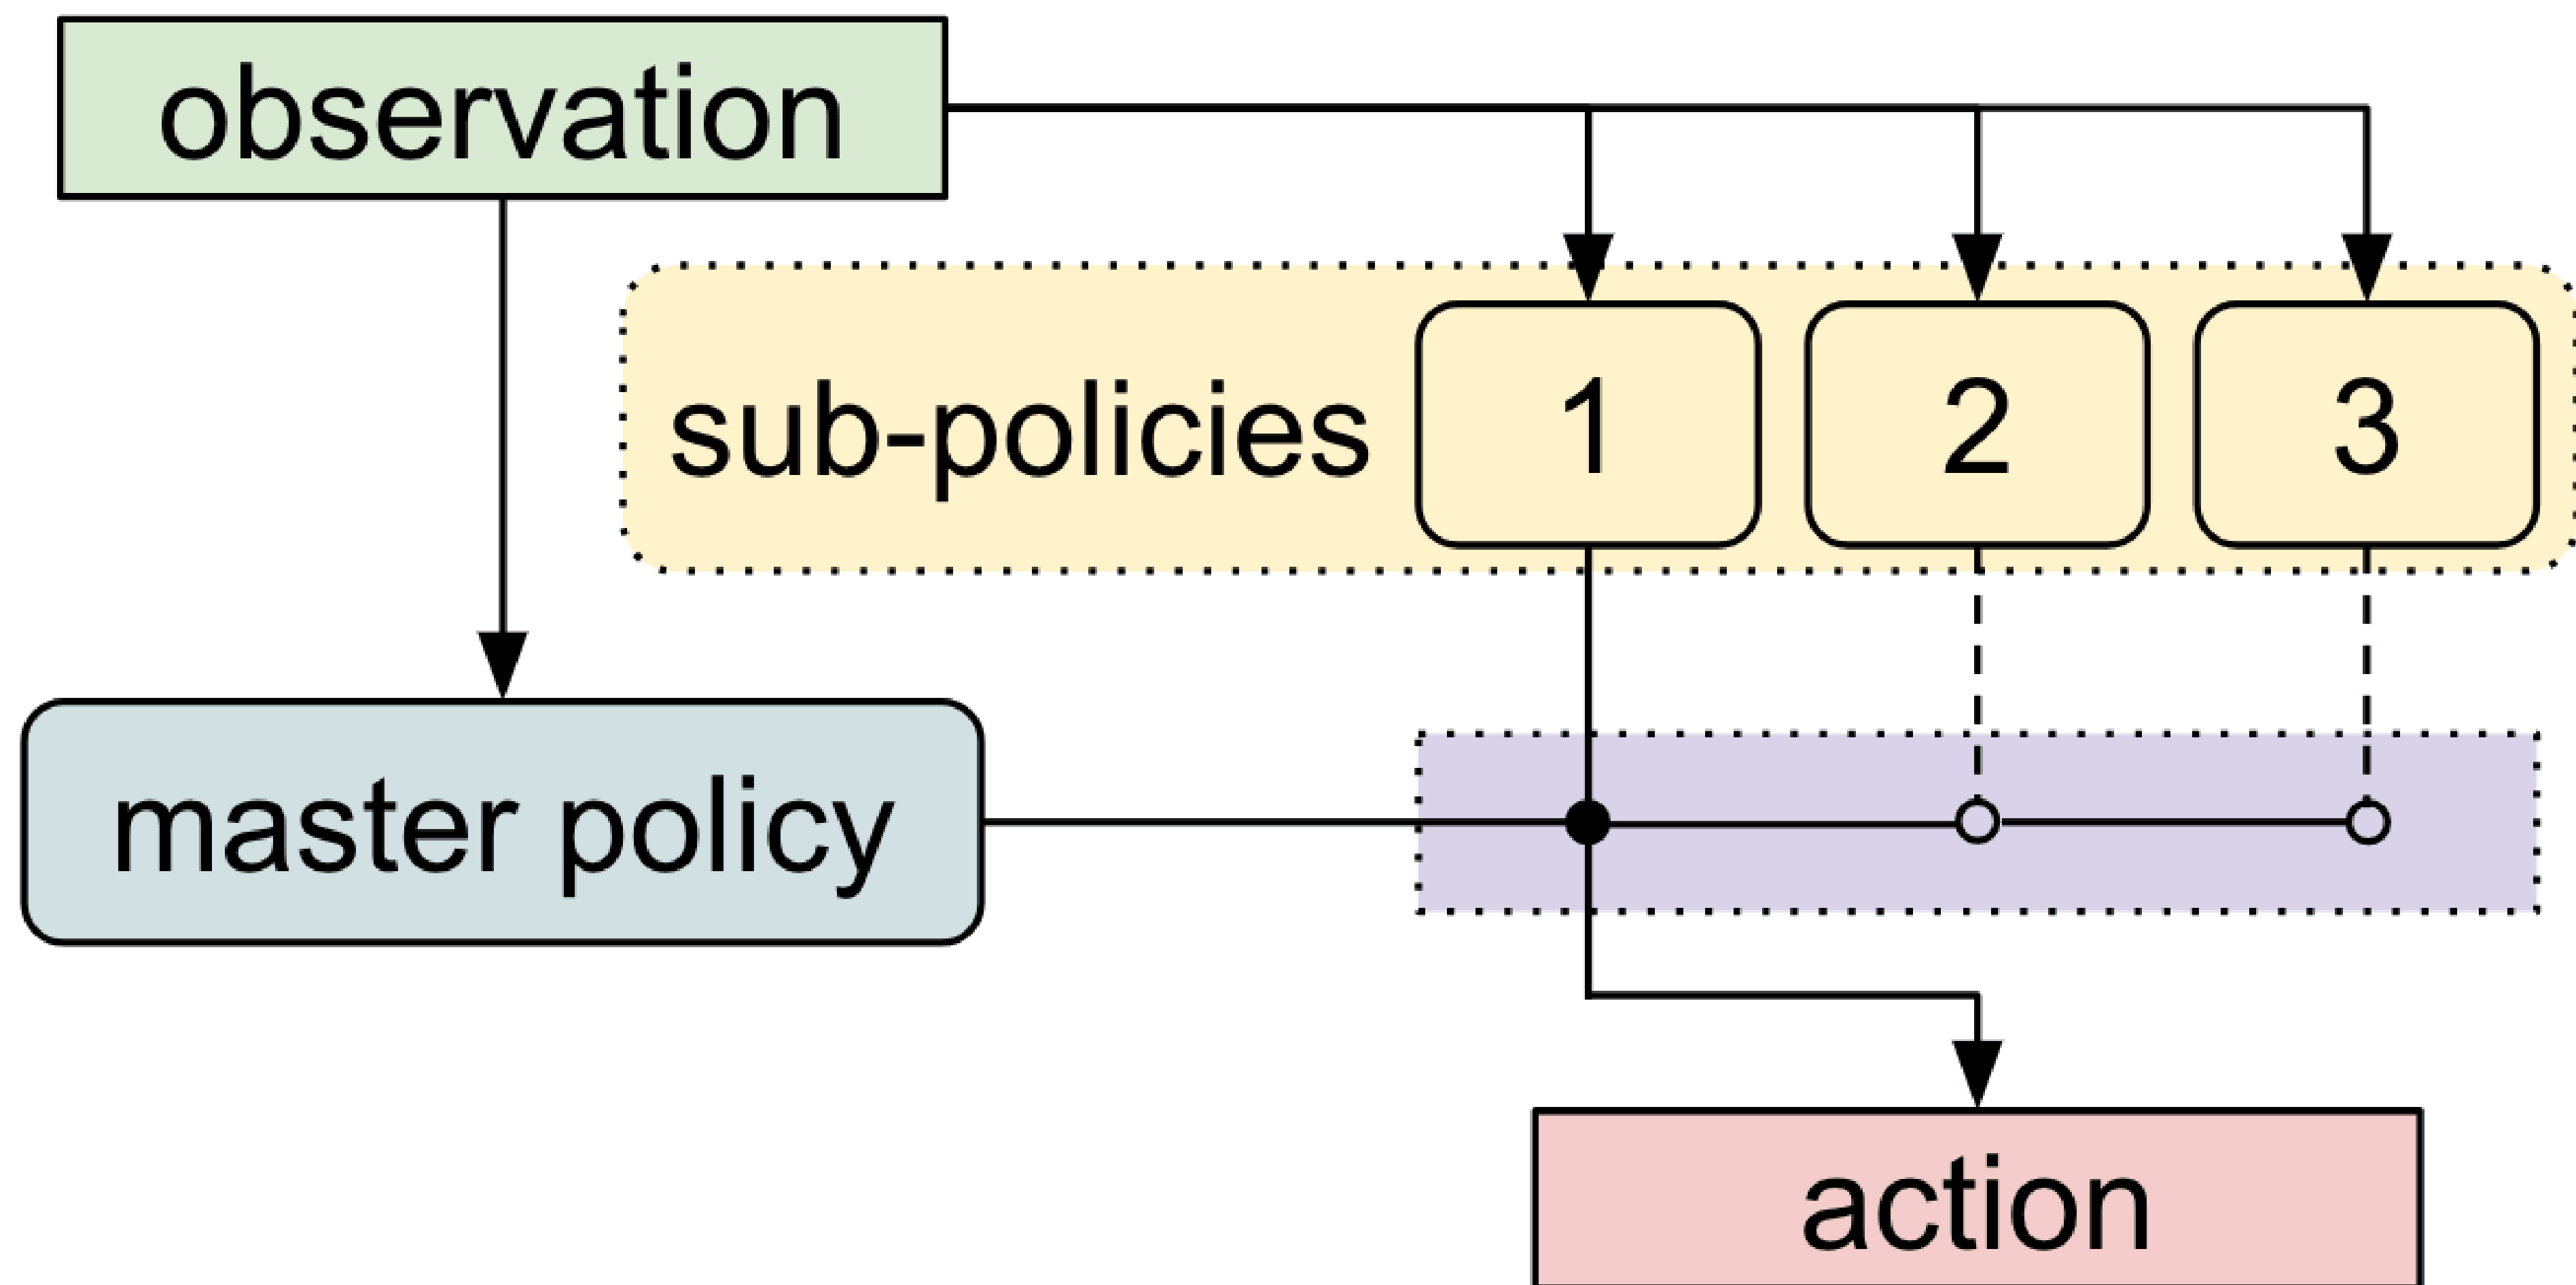 observation
sub-policies 1 2 3
master policy
action